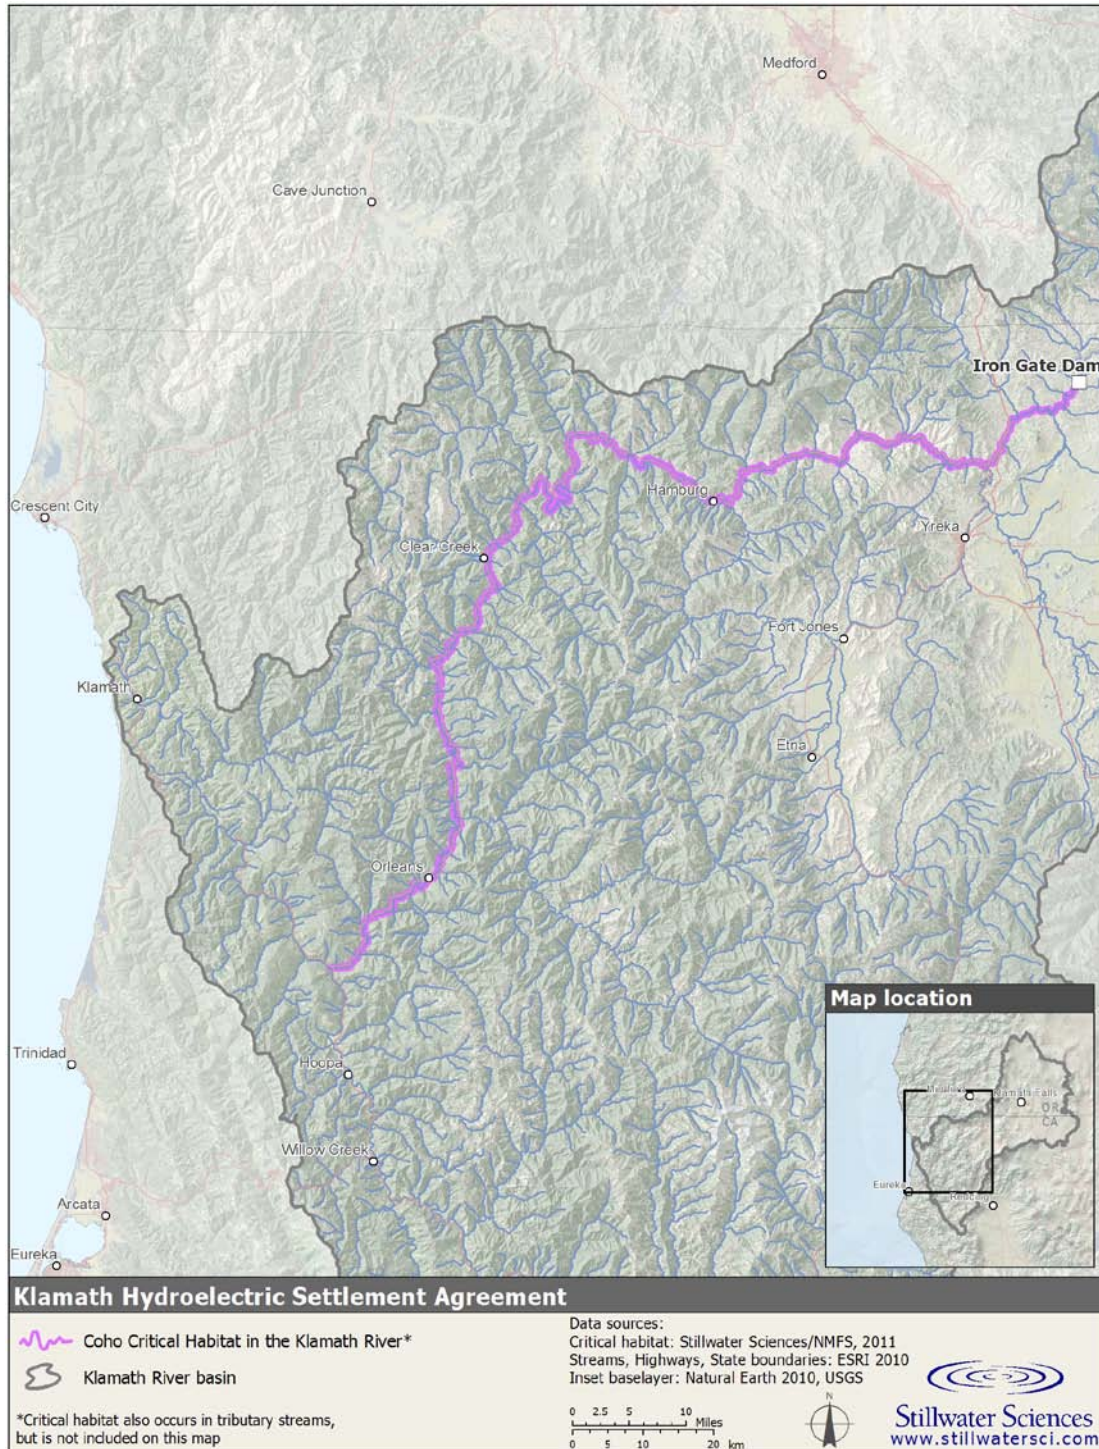 Medford
Cave Junction
Iron Gate Dam
Hamburg
Crescent City
Yreka
Clear Creek
Fort Jones
Klamath
Etna
Orleans
Map location
Trinidad
Hoopa
Medford
Klamath Falls
OR
CA
Willow Creek
Eureka
Redding
Arcata
Eureka
Klamath Hydroelectric Settlement Agreement
Coho Critical Habitat in the Klamath River*
Klamath River basin
*Critical habitat also occurs in tributary streams,
but is not included on this map
Data sources:
Critical habitat: Stillwater Sciences/NMFS, 2011
Streams, Highways, State boundaries: ESRI 2010
Inset baselayer: Natural Earth 2010, USGS
0 2.5 5 10
Miles
0 5 10 20 km
N
Stillwater Sciences
www.stillwatersci.com